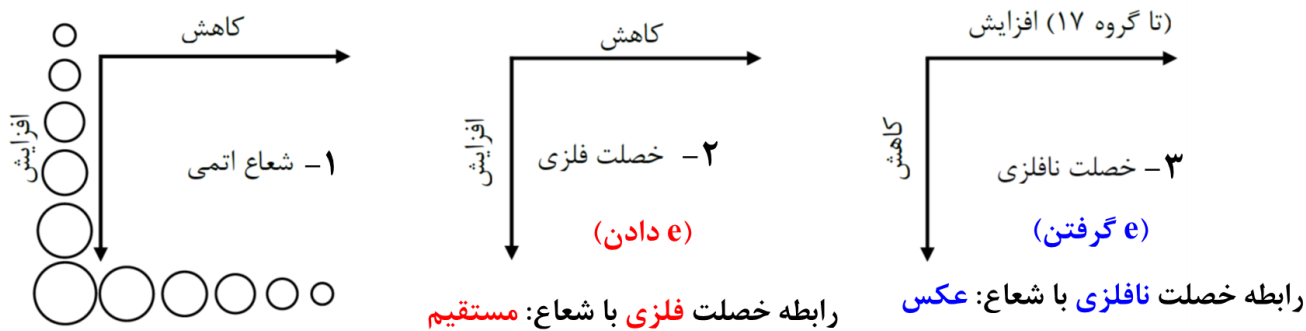 کاهش
افزایش
۱- شعاع اتمی
کاهش
افزایش
۲- خصلت فلزی
(e دادن)
رابطه خصلت فلزی با شعاع: مستقیم
(تا گروه ۱۷) افزایش
کاهش
۳- خصلت نافلزی
(e گرفتن)
رابطه خصلت نافلزی با شعاع: عکس